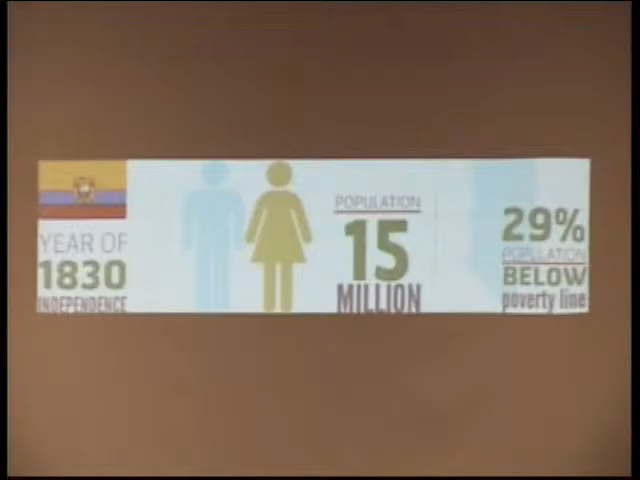 YEAR OF
1830
INDEPENDENCE
POPULATION
15
MILLION
29%
POPULATION
BELOW
poverty line